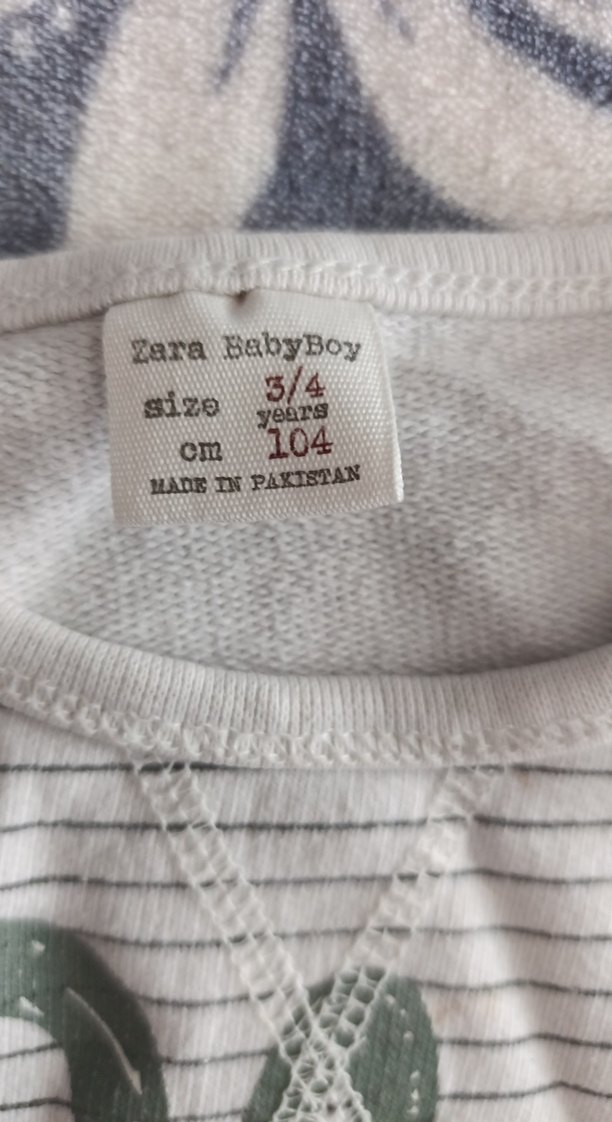 Zara BabyBoy
size 3/4 years
cm 104
MADE IN PAKISTAN